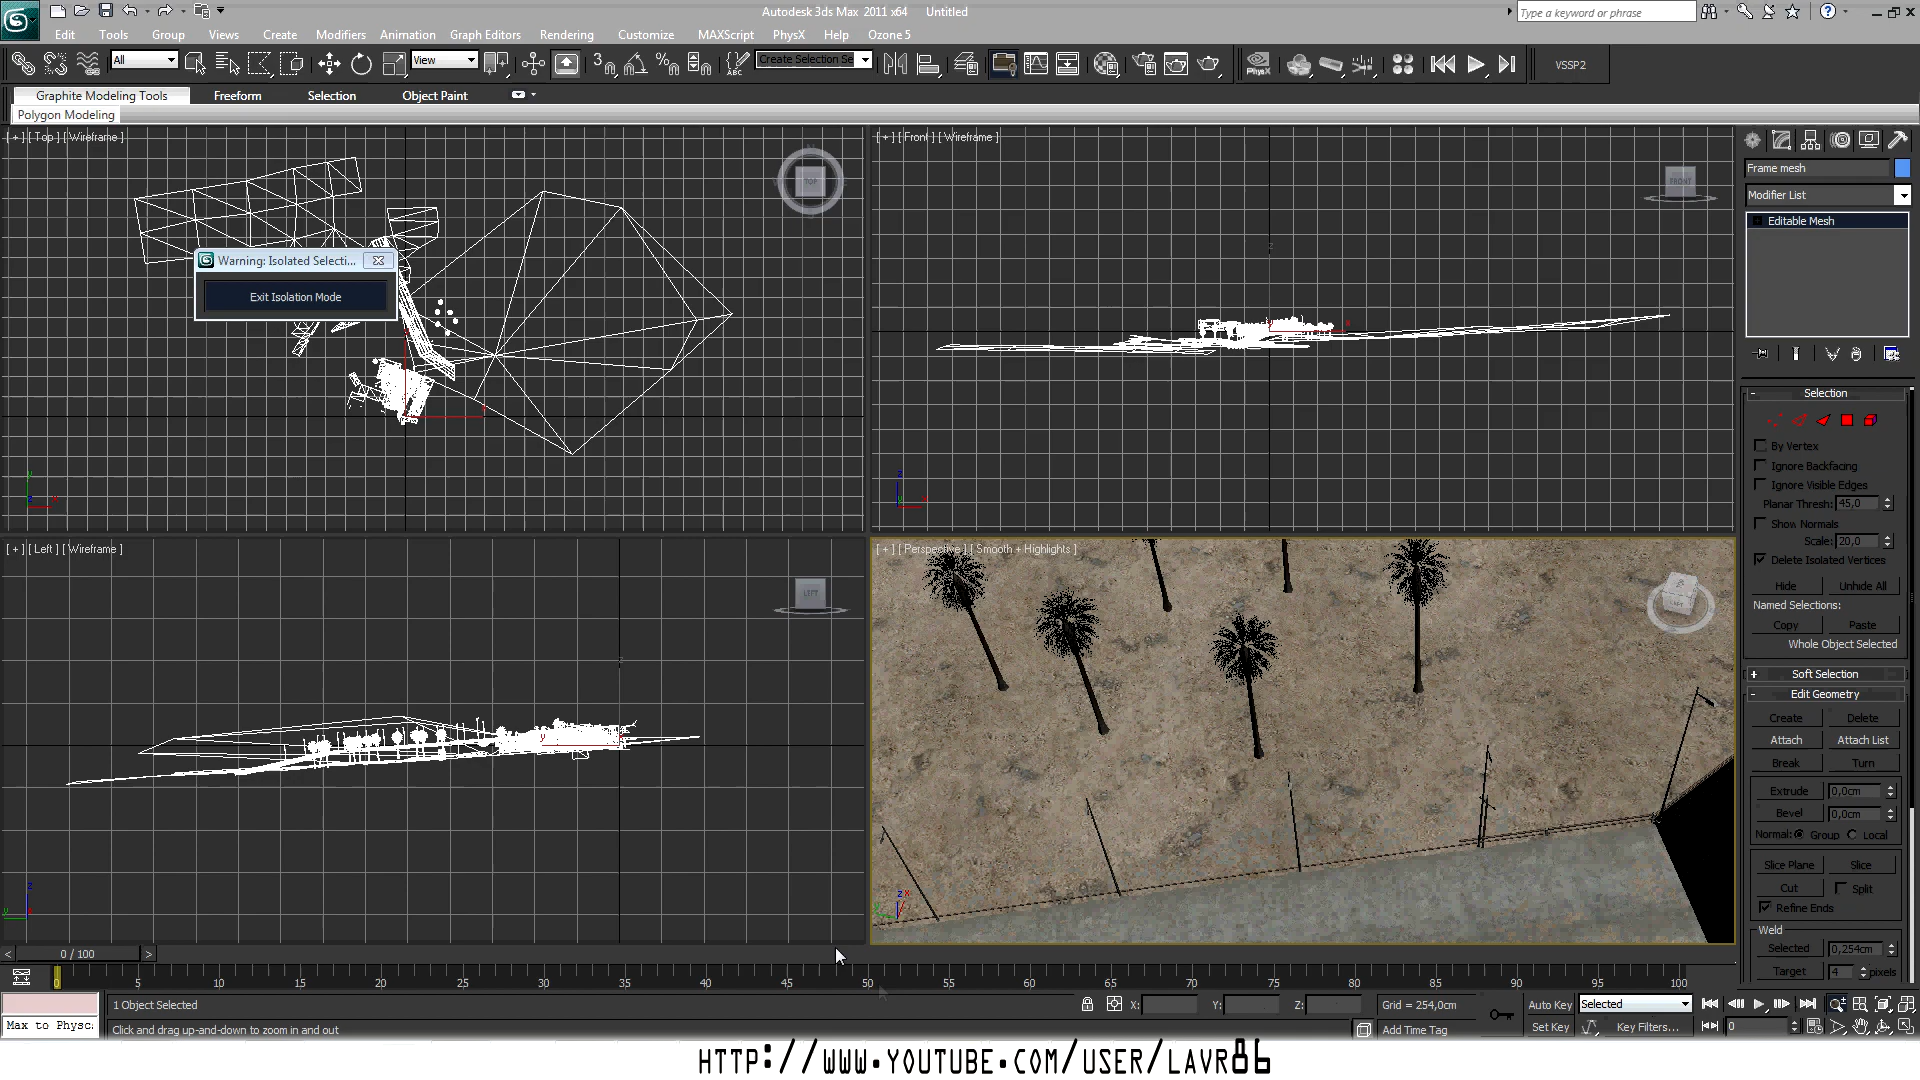 Autodesk 3ds Max 2011 x64 Untitled
Type a keyword or phrase
Edit Tools Group Views Create Modifiers Animation Graph Editors Rendering Customize MAXScript PhysX Help Ozone 5
All View Create Selection Se PhysX VSSP2
Graphite Modeling Tools Freeform Selection Object Paint
Polygon Modeling
[ + ] [ Top ] [ Wireframe ]
TOP
[ + ] [ Front ] [ Wireframe ]
FRONT
Warning: Isolated Selecti...
Exit Isolation Mode
[ + ] [ Left ] [ Wireframe ]
LEFT
[ + ] [ Perspective ] [ Smooth + Highlights ]
Frame mesh
Modifier List
Editable Mesh
Selection
By Vertex
Ignore Backfacing
Ignore Visible Edges
Planar Thresh: 45,0
Show Normals
Scale: 20,0
Delete Isolated Vertices
Hide Unhide All
Named Selections:
Copy Paste
Whole Object Selected
+ Soft Selection
- Edit Geometry
Create Delete
Attach Attach List
Break Turn
Extrude 0,0cm
Bevel 0,0cm
Normal: Group Local
Slice Plane Slice
Cut Split
Refine Ends
Weld
Selected 0,254cm
Target 4 pixels
< 0 / 100 >
0 5 10 15 20 25 30 35 40 45 50 55 60 65 70 75 80 85 90 95 100
1 Object Selected X: Y: Z: Grid = 254,0cm Auto Key Selected
Max to Physc:
Click and drag up-and-down to zoom in and out Add Time Tag Set Key Key Filters... 0
HTTP://WWW.YOUTUBE.COM/USER/LAVR86